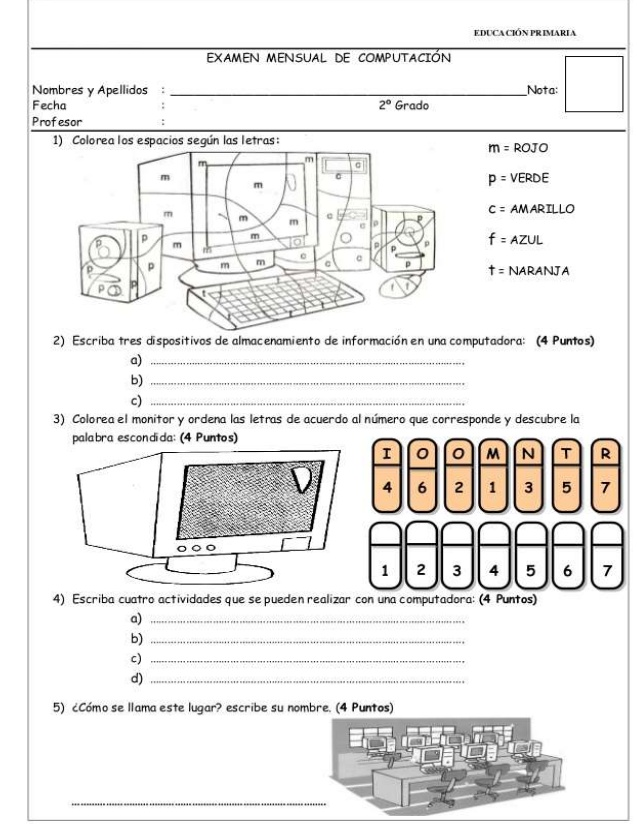 EDUCACIÓN PRIMARIA
EXAMEN MENSUAL DE COMPUTACIÓN
Nombres y Apellidos : Nota:
Fecha : 2º Grado
Profesor :
1) Colorea los espacios según las letras:
m = ROJO
p = VERDE
c = AMARILLO
f = AZUL
t = NARANJA
m m m m m m m m m m m
c c c c c c
p p p p p p p p p p p
t t
f f
2) Escriba tres dispositivos de almacenamiento de información en una computadora: (4 Puntos)
a)
b)
c)
3) Colorea el monitor y ordena las letras de acuerdo al número que corresponde y descubre la
palabra escondida: (4 Puntos)
I O O M N T R
4 6 2 1 3 5 7
1 2 3 4 5 6 7
4) Escriba cuatro actividades que se pueden realizar con una computadora: (4 Puntos)
a)
b)
c)
d)
5) ¿Cómo se llama este lugar? escribe su nombre. (4 Puntos)